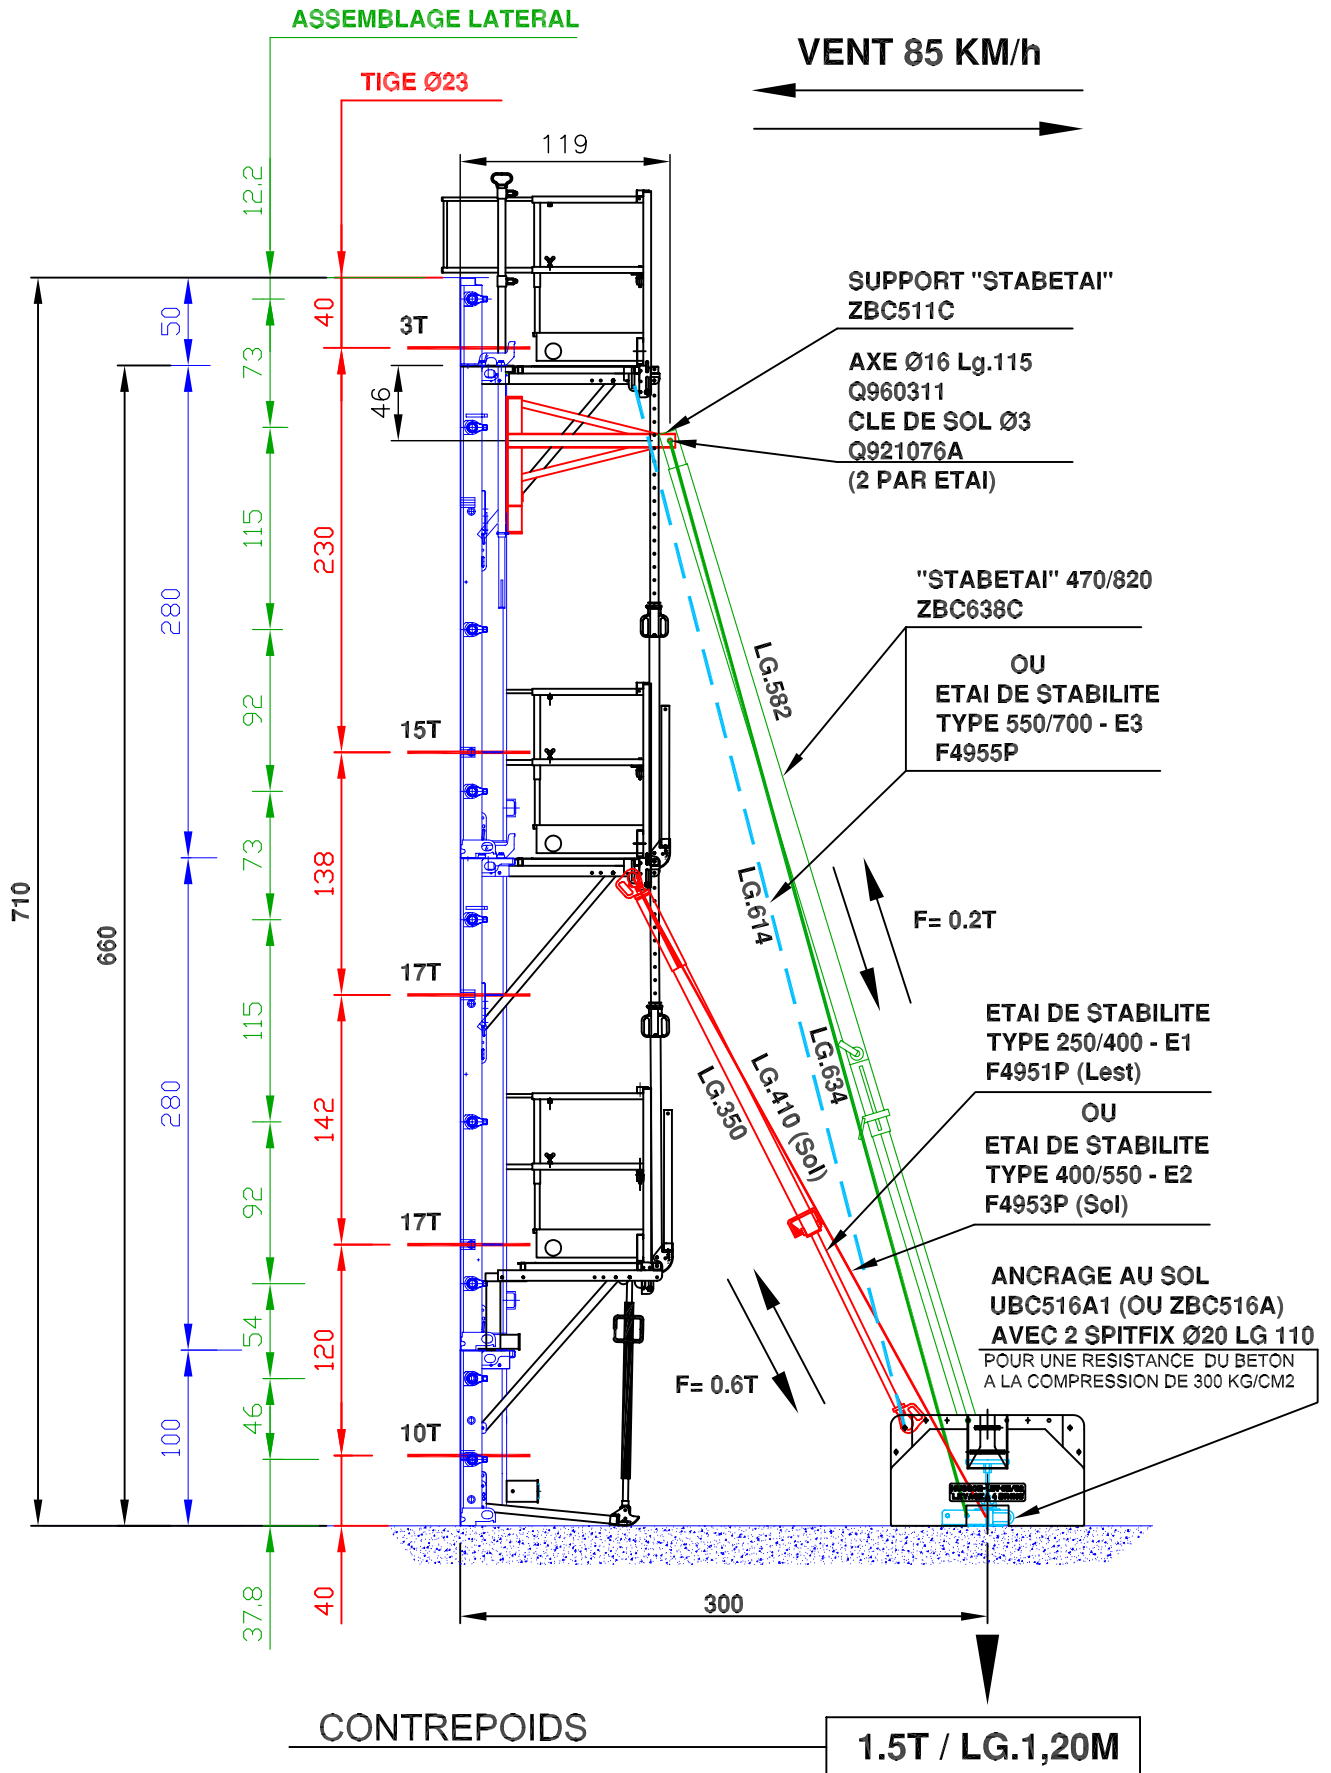 ASSEMBLAGE LATERAL
VENT 85 KM/h
TIGE Ø23
119
12,2
SUPPORT "STABETAI"
ZBC511C
40
50
3T
73
AXE Ø16 Lg.115
Q960311
CLE DE SOL Ø3
Q921076A
(2 PAR ETAI)
46
115
230
280
"STABETAI" 470/820
ZBC638C
OU
ETAI DE STABILITE
TYPE 550/700 - E3
F4955P
LG.582
92
15T
73
138
710
660
LG.614
F= 0.2T
17T
115
ETAI DE STABILITE
TYPE 250/400 - E1
F4951P (Lest)
OU
ETAI DE STABILITE
TYPE 400/550 - E2
F4953P (Sol)
LG.634
LG.410 (Sol)
LG.350
280
142
92
17T
ANCRAGE AU SOL
UBC516A1 (OU ZBC516A)
AVEC 2 SPITFIX Ø20 LG 110
POUR UNE RESISTANCE DU BETON
A LA COMPRESSION DE 300 KG/CM2
54
120
F= 0.6T
46
100
10T
37,8
40
300
CONTREPOIDS
1.5T / LG.1,20M